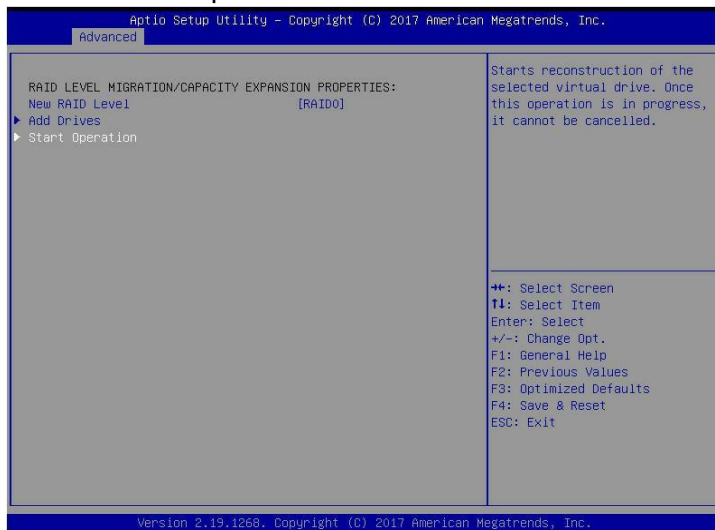 Aptio Setup Utility – Copyright (C) 2017 American Megatrends, Inc.
Advanced
RAID LEVEL MIGRATION/CAPACITY EXPANSION PROPERTIES:
New RAID Level [RAID0]
Add Drives
Start Operation
Starts reconstruction of the
selected virtual drive. Once
this operation is in progress,
it cannot be cancelled.
→←: Select Screen
↑↓: Select Item
Enter: Select
+/-: Change Opt.
F1: General Help
F2: Previous Values
F3: Optimized Defaults
F4: Save & Reset
ESC: Exit
Version 2.19.1268. Copyright (C) 2017 American Megatrends, Inc.